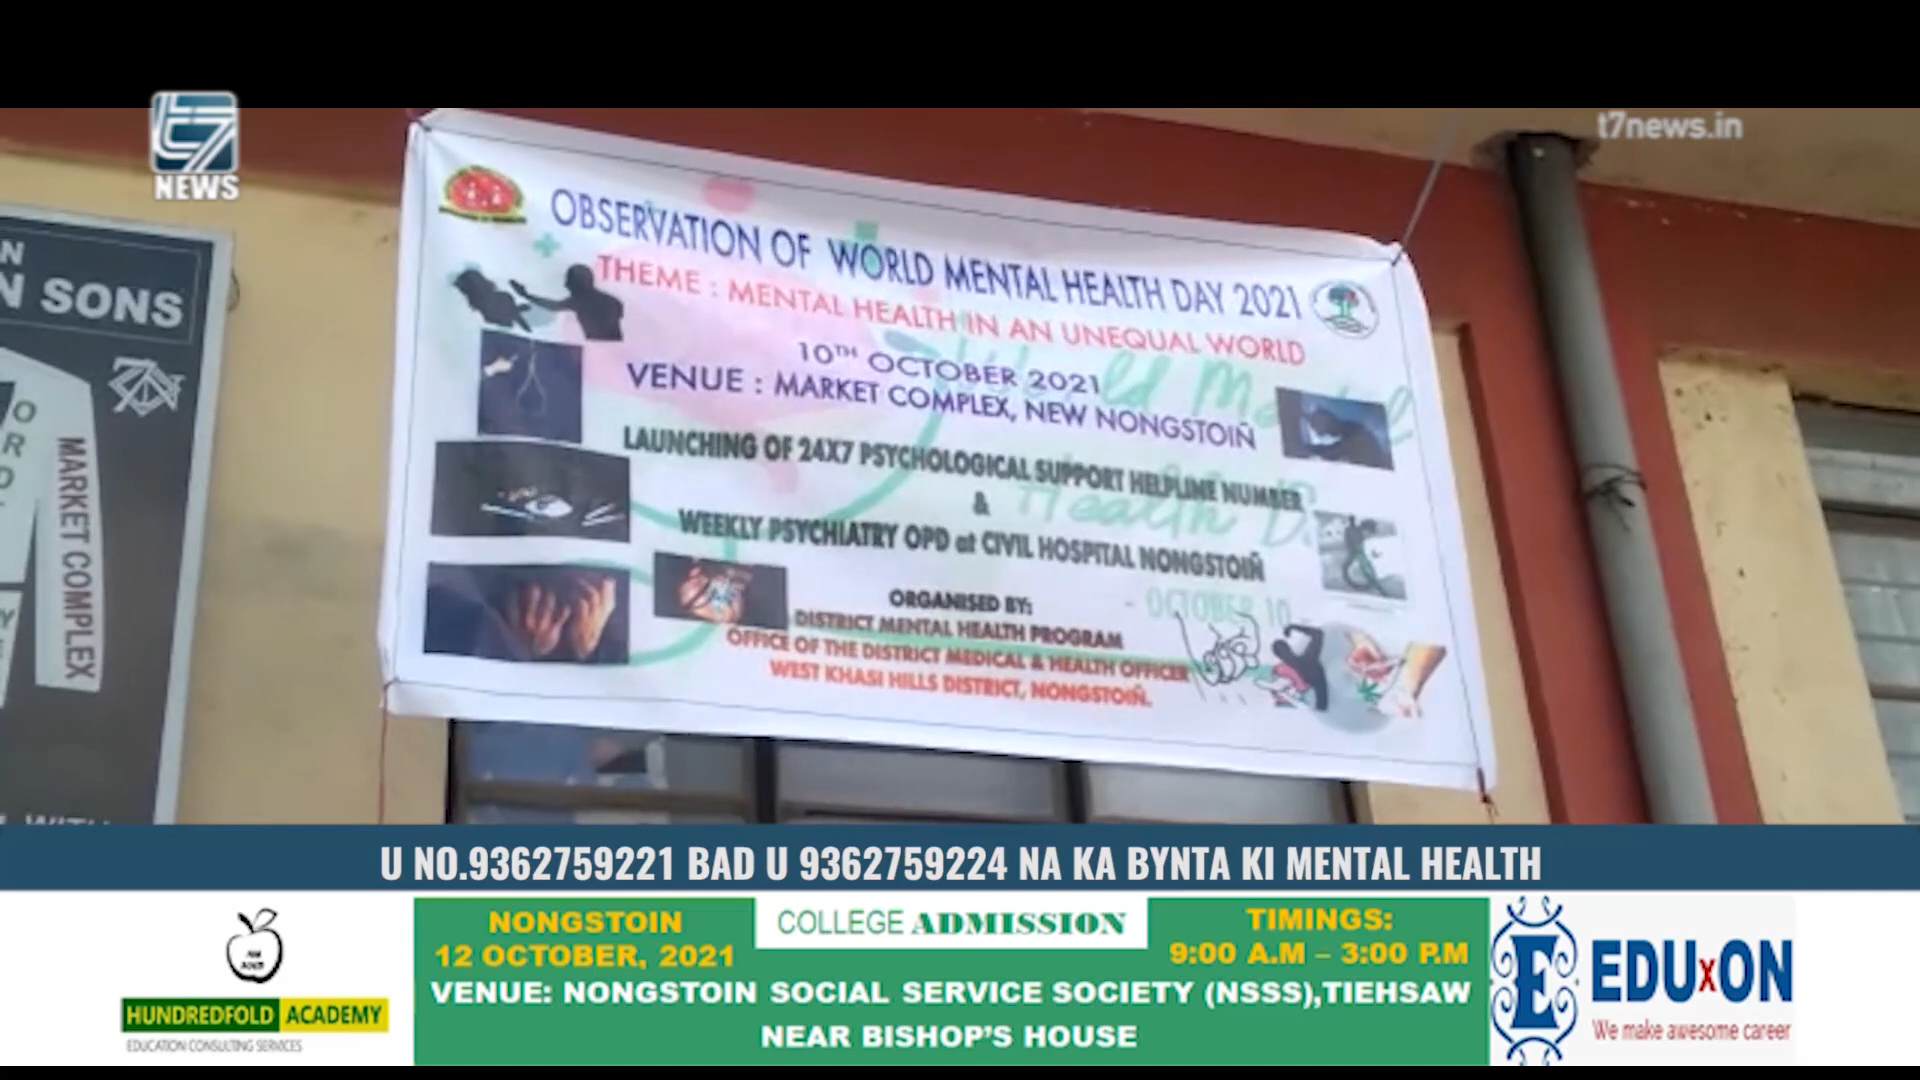 T7
NEWS
t7news.in
N
N SONS
MARKET COMPLEX
OBSERVATION OF WORLD MENTAL HEALTH DAY 2021
THEME : MENTAL HEALTH IN AN UNEQUAL WORLD
10TH OCTOBER 2021
VENUE : MARKET COMPLEX, NEW NONGSTOIÑ
LAUNCHING OF 24X7 PSYCHOLOGICAL SUPPORT HELPLINE NUMBER
&
WEEKLY PSYCHIATRY OPD at CIVIL HOSPITAL NONGSTOIÑ
ORGANISED BY:
DISTRICT MENTAL HEALTH PROGRAM
OFFICE OF THE DISTRICT MEDICAL & HEALTH OFFICER
WEST KHASI HILLS DISTRICT, NONGSTOIÑ.
World Mental
Health D
OCTOBER 10
U NO.9362759221 BAD U 9362759224 NA KA BYNTA KI MENTAL HEALTH
HUNDREDFOLD ACADEMY
EDUCATION CONSULTING SERVICES
NONGSTOIN
12 OCTOBER, 2021
COLLEGE ADMISSION
TIMINGS:
9:00 A.M – 3:00 P.M
VENUE: NONGSTOIN SOCIAL SERVICE SOCIETY (NSSS),TIEHSAW
NEAR BISHOP'S HOUSE
E
EDUxON
We make awesome career